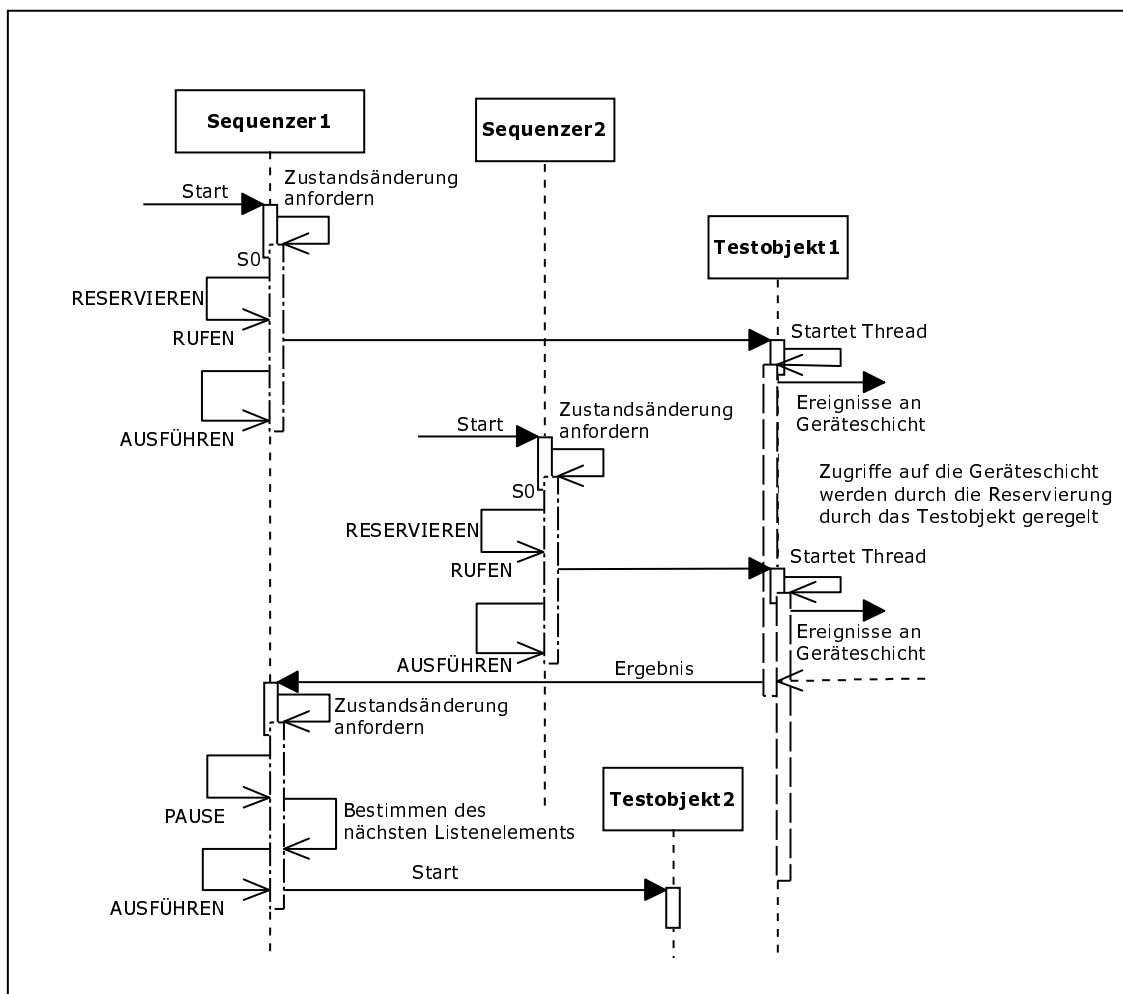 Sequenzer1
Sequenzer2
Start
Zustandsänderung
anfordern
Testobjekt1
S0
RESERVIEREN
RUFEN
Startet Thread
AUSFÜHREN
Ereignisse an
Geräteschicht
Start
Zustandsänderung
anfordern
Zugriffe auf die Geräteschicht
werden durch die Reservierung
durch das Testobjekt geregelt
S0
RESERVIEREN
RUFEN
Startet Thread
AUSFÜHREN
Ereignisse an
Geräteschicht
Ergebnis
Zustandsänderung
anfordern
PAUSE
Bestimmen des
nächsten Listenelements
Testobjekt2
Start
AUSFÜHREN